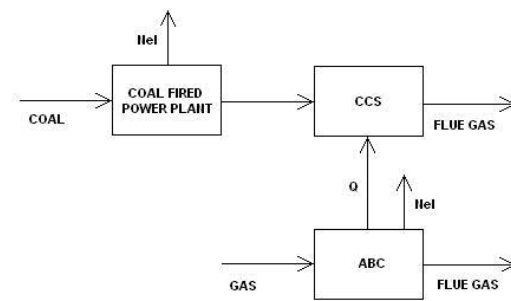 Nel
COAL FIRED
POWER PLANT
CCS
COAL
FLUE GAS
Q
Nel
ABC
GAS
FLUE GAS